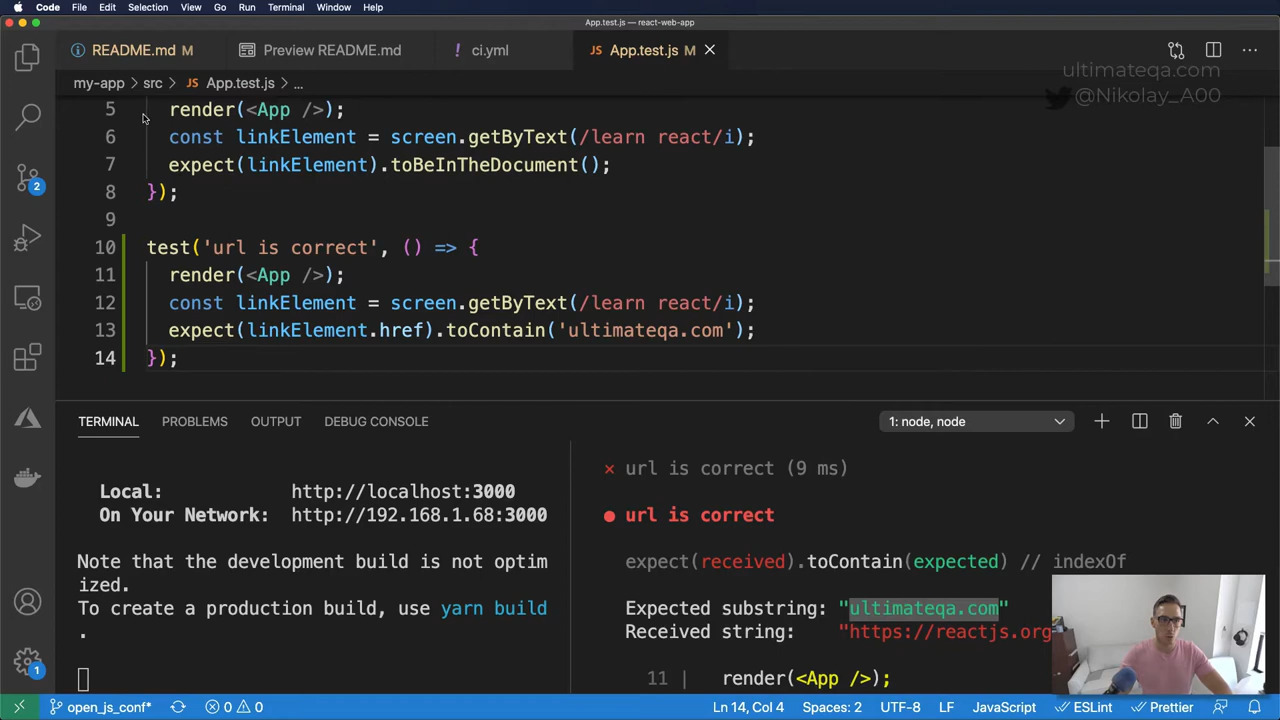 Code File Edit Selection View Go Run Terminal Window Help
App.test.js — react-web-app
README.md M
Preview README.md
! ci.yml
JS App.test.js M
my-app > src > JS App.test.js > ...
ultimateqa.com
@Nikolay_A00
5 render(<App />);
6 const linkElement = screen.getByText(/learn react/i);
7 expect(linkElement).toBeInTheDocument();
8 });
9
10 test('url is correct', () => {
11 render(<App />);
12 const linkElement = screen.getByText(/learn react/i);
13 expect(linkElement.href).toContain('ultimateqa.com');
14 });
2
TERMINAL PROBLEMS OUTPUT DEBUG CONSOLE
1: node, node
Local: http://localhost:3000
On Your Network: http://192.168.1.68:3000
Note that the development build is not optim
ized.
To create a production build, use yarn build
.
× url is correct (9 ms)
● url is correct
expect(received).toContain(expected) // indexOf
Expected substring: "ultimateqa.com"
Received string: "https://reactjs.org
11 | render(<App />);
1
open_js_conf* 0 0
Ln 14, Col 4 Spaces: 2 UTF-8 LF JavaScript ESLint Prettier